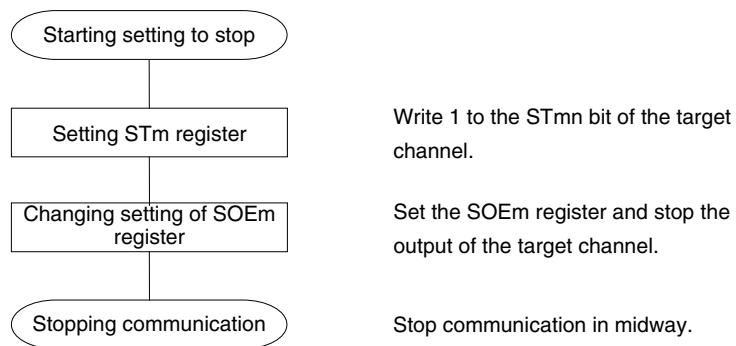 Starting setting to stop
Setting STm register
Write 1 to the STmn bit of the target
channel.
Changing setting of SOEm
register
Set the SOEm register and stop the
output of the target channel.
Stopping communication
Stop communication in midway.